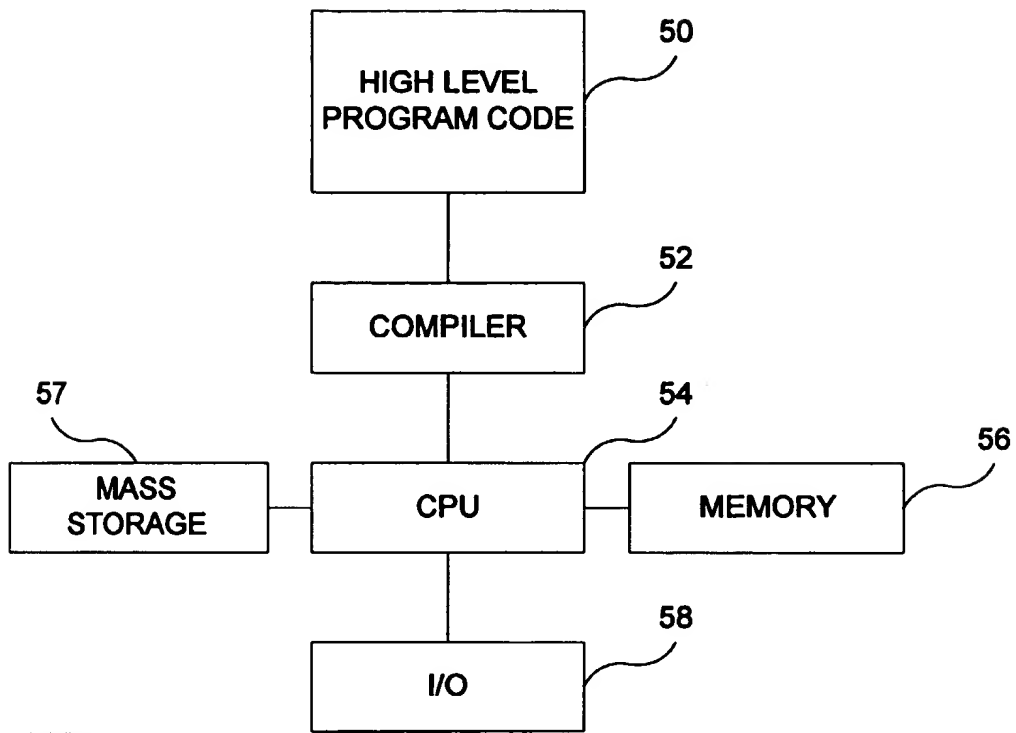 50
HIGH LEVEL
PROGRAM CODE
52
COMPILER
57
54
56
MASS
STORAGE
CPU
MEMORY
58
I/O